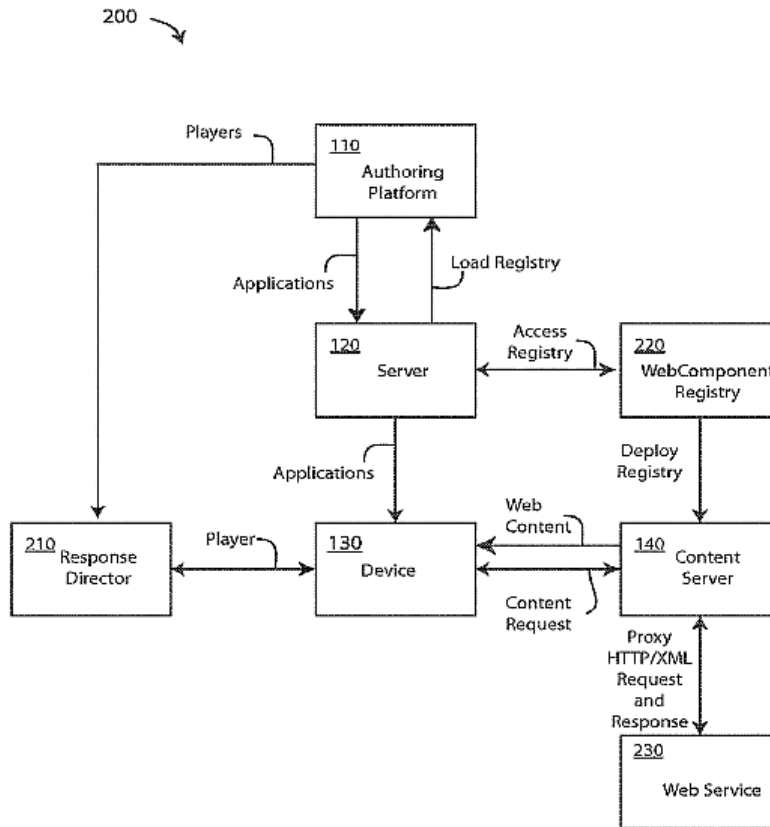 200
Players
110
Authoring
Platform
Applications
Load Registry
120
Server
Access
Registry
220
WebComponent
Registry
Applications
Deploy
Registry
Web
Content
210
Response
Director
Player
130
Device
140
Content
Server
Content
Request
Proxy
HTTP/XML
Request
and
Response
230
Web Service